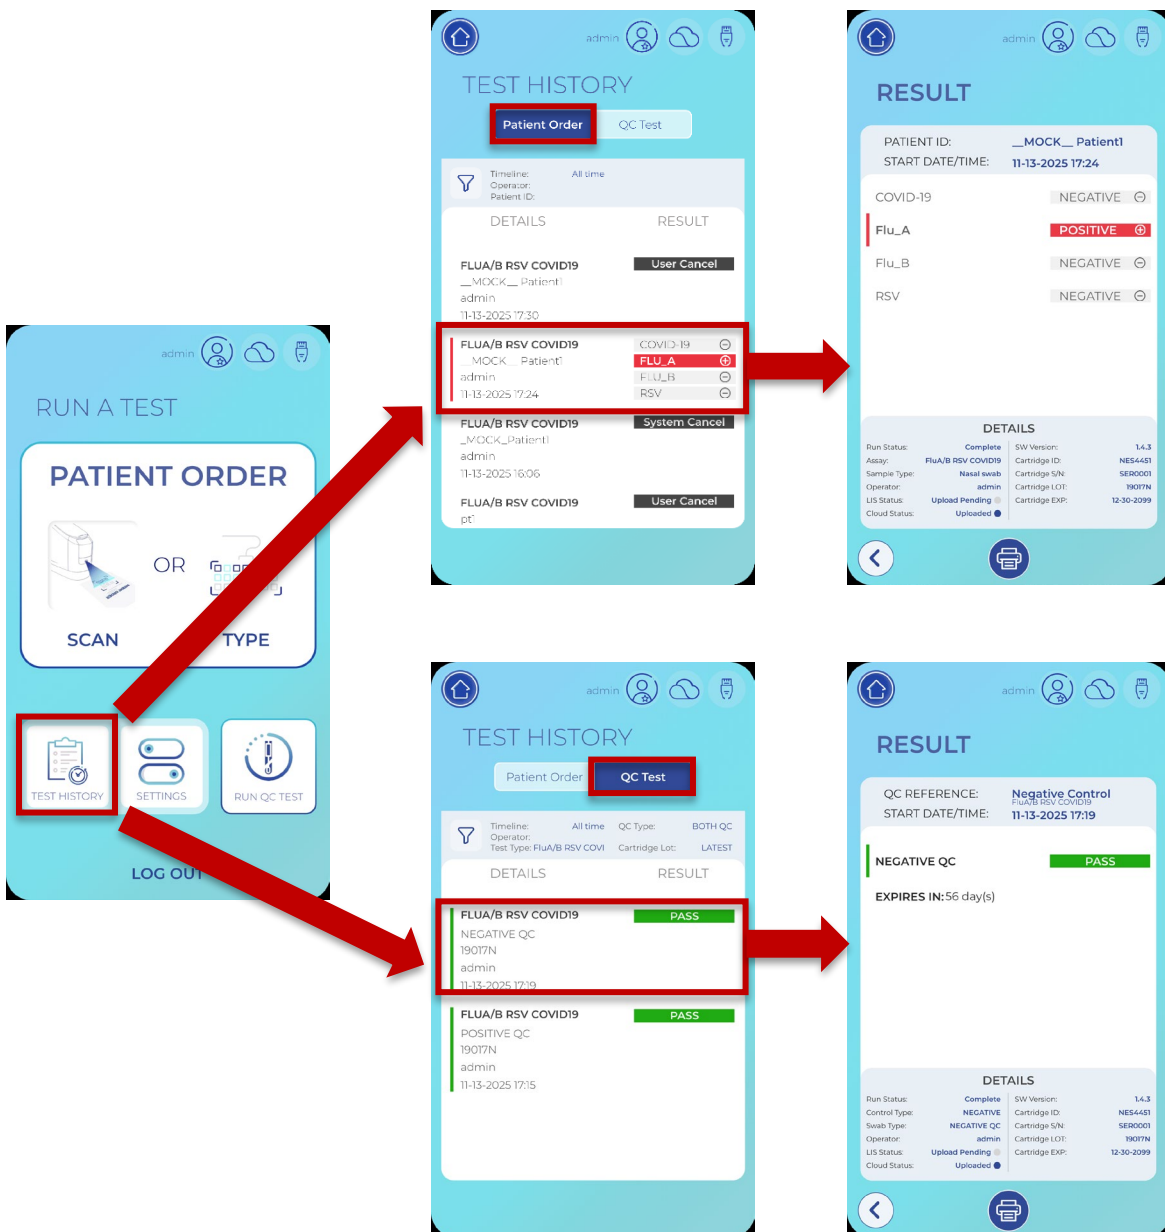 admin
RUN A TEST
PATIENT ORDER
OR
SCAN
TYPE
TEST HISTORY
SETTINGS
RUN QC TEST
LOG OUT
admin
TEST HISTORY
Patient Order
QC Test
Timeline: All time
Operator:
Patient ID:
DETAILS RESULT
FLUA/B RSV COVID19 User Cancel
__MOCK__ Patient1
admin
11-13-2025 17:30
FLUA/B RSV COVID19 COVID-19
__MOCK__ Patient1 FLU_A
admin FLU_B
11-13-2025 17:24 RSV
FLUA/B RSV COVID19 System Cancel
_MOCK_Patient1
admin
11-13-2025 16:06
FLUA/B RSV COVID19 User Cancel
pt1
admin
RESULT
PATIENT ID: __MOCK__ Patient1
START DATE/TIME: 11-13-2025 17:24
COVID-19 NEGATIVE
Flu_A POSITIVE
Flu_B NEGATIVE
RSV NEGATIVE
DETAILS
Run Status: Complete SW Version: 1.4.3
Assay: FluA/B RSV COVID19 Cartridge ID: NES4451
Sample Type: Nasal swab Cartridge S/N: SER0001
Operator: admin Cartridge LOT: 19017N
LIS Status: Upload Pending Cartridge EXP: 12-30-2099
Cloud Status: Uploaded
admin
TEST HISTORY
Patient Order
QC Test
Timeline: All time QC Type: BOTH QC
Operator:
Test Type: FluA/B RSV COVI Cartridge Lot: LATEST
DETAILS RESULT
FLUA/B RSV COVID19 PASS
NEGATIVE QC
19017N
admin
11-13-2025 17:19
FLUA/B RSV COVID19 PASS
POSITIVE QC
19017N
admin
11-13-2025 17:15
admin
RESULT
QC REFERENCE: Negative Control
FluA/B RSV COVID19
START DATE/TIME: 11-13-2025 17:19
NEGATIVE QC PASS
EXPIRES IN: 56 day(s)
DETAILS
Run Status: Complete SW Version: 1.4.3
Control Type: NEGATIVE Cartridge ID: NES4451
Swab Type: NEGATIVE QC Cartridge S/N: SER0001
Operator: admin Cartridge LOT: 19017N
LIS Status: Upload Pending Cartridge EXP: 12-30-2099
Cloud Status: Uploaded